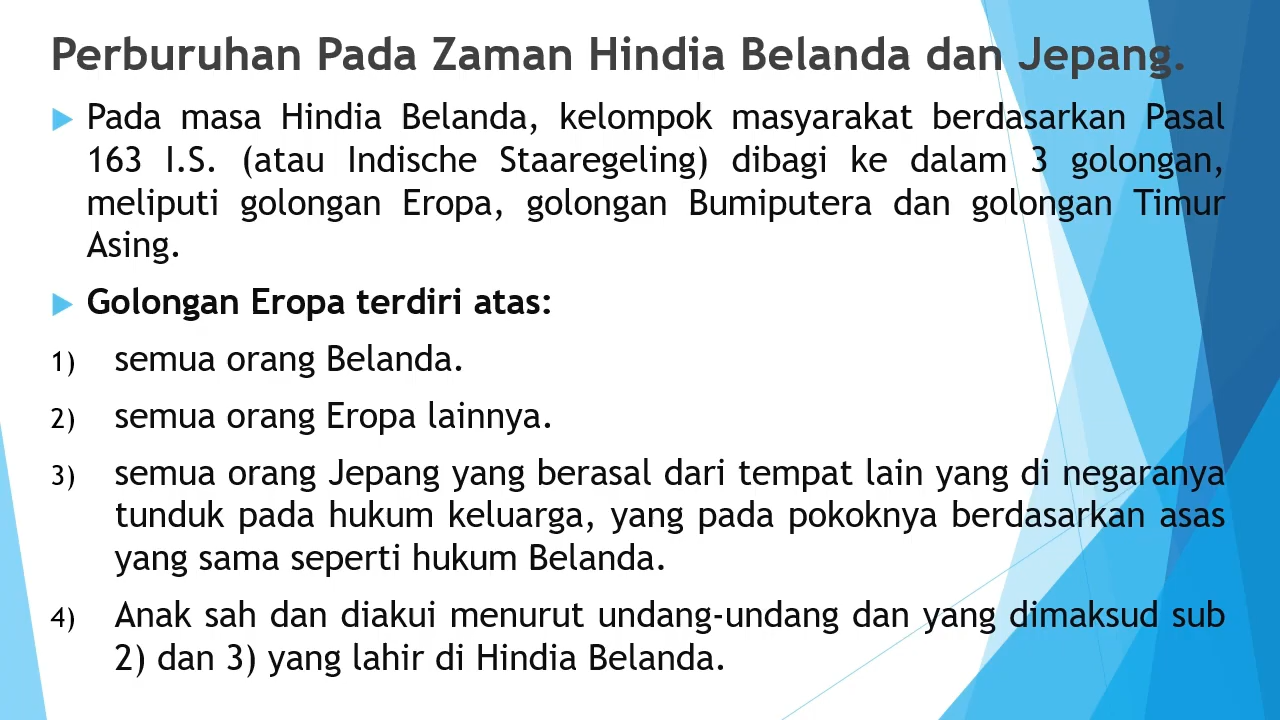 Perburuhan Pada Zaman Hindia Belanda dan Jepang.
Pada masa Hindia Belanda, kelompok masyarakat berdasarkan Pasal
163 I.S. (atau Indische Staaregeling) dibagi ke dalam 3 golongan,
meliputi golongan Eropa, golongan Bumiputera dan golongan Timur
Asing.
Golongan Eropa terdiri atas:
1) semua orang Belanda.
2) semua orang Eropa lainnya.
3) semua orang Jepang yang berasal dari tempat lain yang di negaranya
tunduk pada hukum keluarga, yang pada pokoknya berdasarkan asas
yang sama seperti hukum Belanda.
4) Anak sah dan diakui menurut undang-undang dan yang dimaksud sub
2) dan 3) yang lahir di Hindia Belanda.